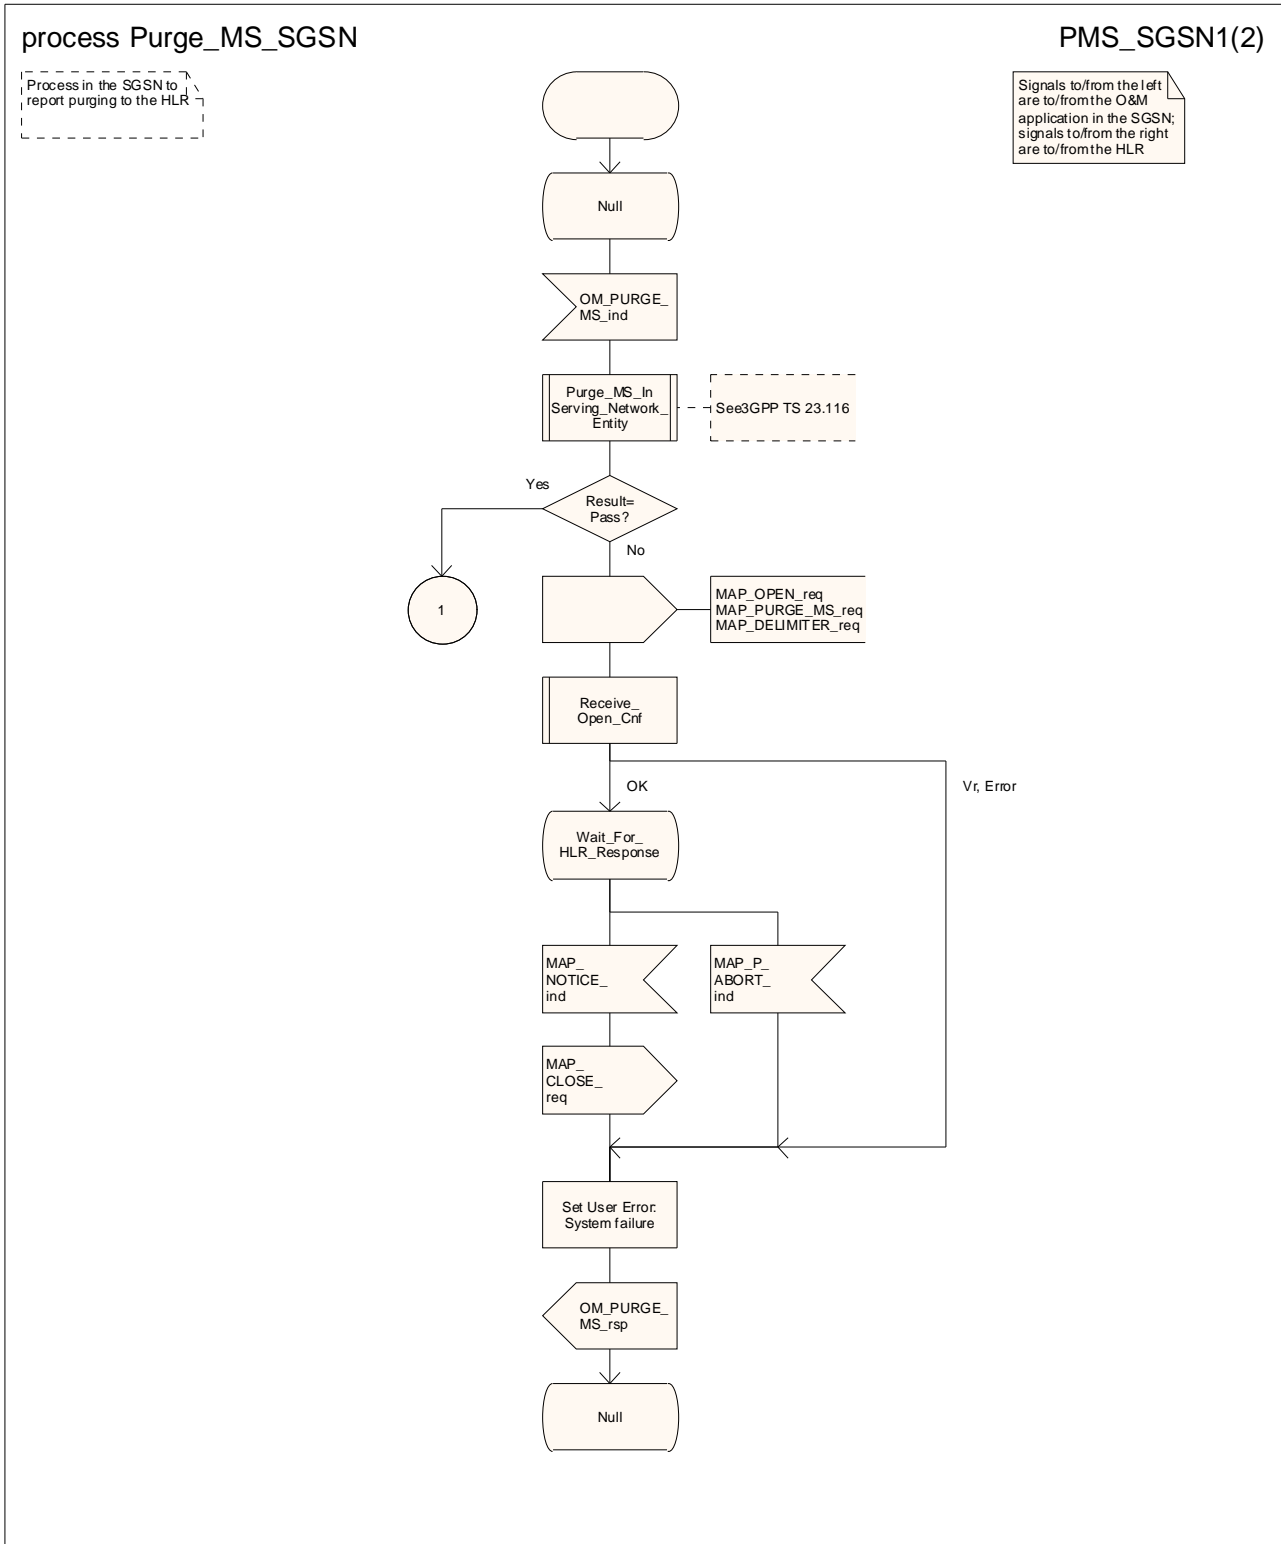 process Purge_MS_SGSN
PMS_SGSN1(2)
Process in the SGSN to
report purging to the HLR
Signals to/from the left
are to/from the O&M
application in the SGSN;
signals to/from the right
are to/from the HLR
Null
OM_PURGE_
MS_ind
Purge_MS_In
Serving_Network_
Entity
See3GPP TS 23.116
Yes
Result=
Pass?
No
1
MAP_OPEN_req
MAP_PURGE_MS_req
MAP_DELIMITER_req
Receive_
Open_Cnf
OK
Vr, Error
Wait_For_
HLR_Response
MAP_
NOTICE_
ind
MAP_P_
ABORT_
ind
MAP_
CLOSE_
req
Set User Error:
System failure
OM_PURGE_
MS_rsp
Null